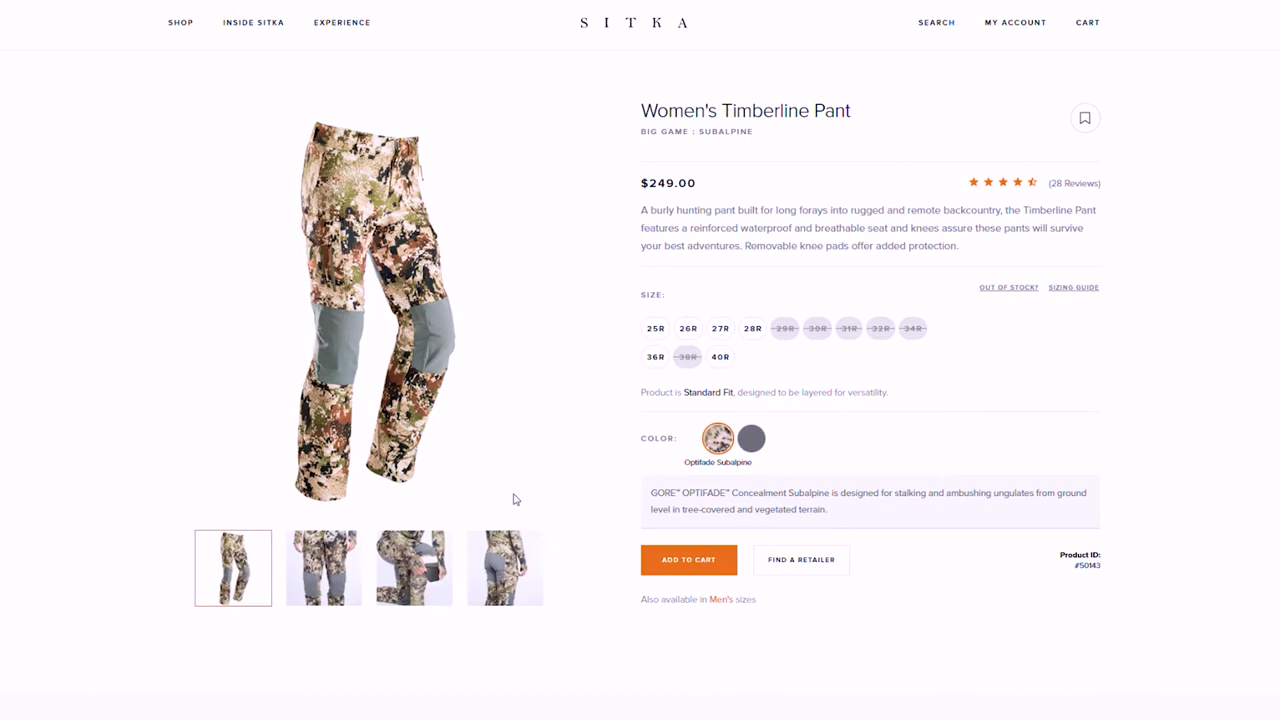 SHOP INSIDE SITKA EXPERIENCE SITKA SEARCH MY ACCOUNT CART
Women's Timberline Pant
BIG GAME : SUBALPINE
$249.00 (28 Reviews)
A burly hunting pant built for long forays into rugged and remote backcountry, the Timberline Pant
features a reinforced waterproof and breathable seat and knees assure these pants will survive
your best adventures. Removable knee pads offer added protection.
OUT OF STOCK? SIZING GUIDE
SIZE:
25R 26R 27R 28R 29R 30R 31R 32R 34R
36R 38R 40R
Product is Standard Fit, designed to be layered for versatility.
COLOR:
Optifade Subalpine
GORE™ OPTIFADE™ Concealment Subalpine is designed for stalking and ambushing ungulates from ground
level in tree-covered and vegetated terrain.
ADD TO CART FIND A RETAILER
Product ID:
#50143
Also available in Men's sizes